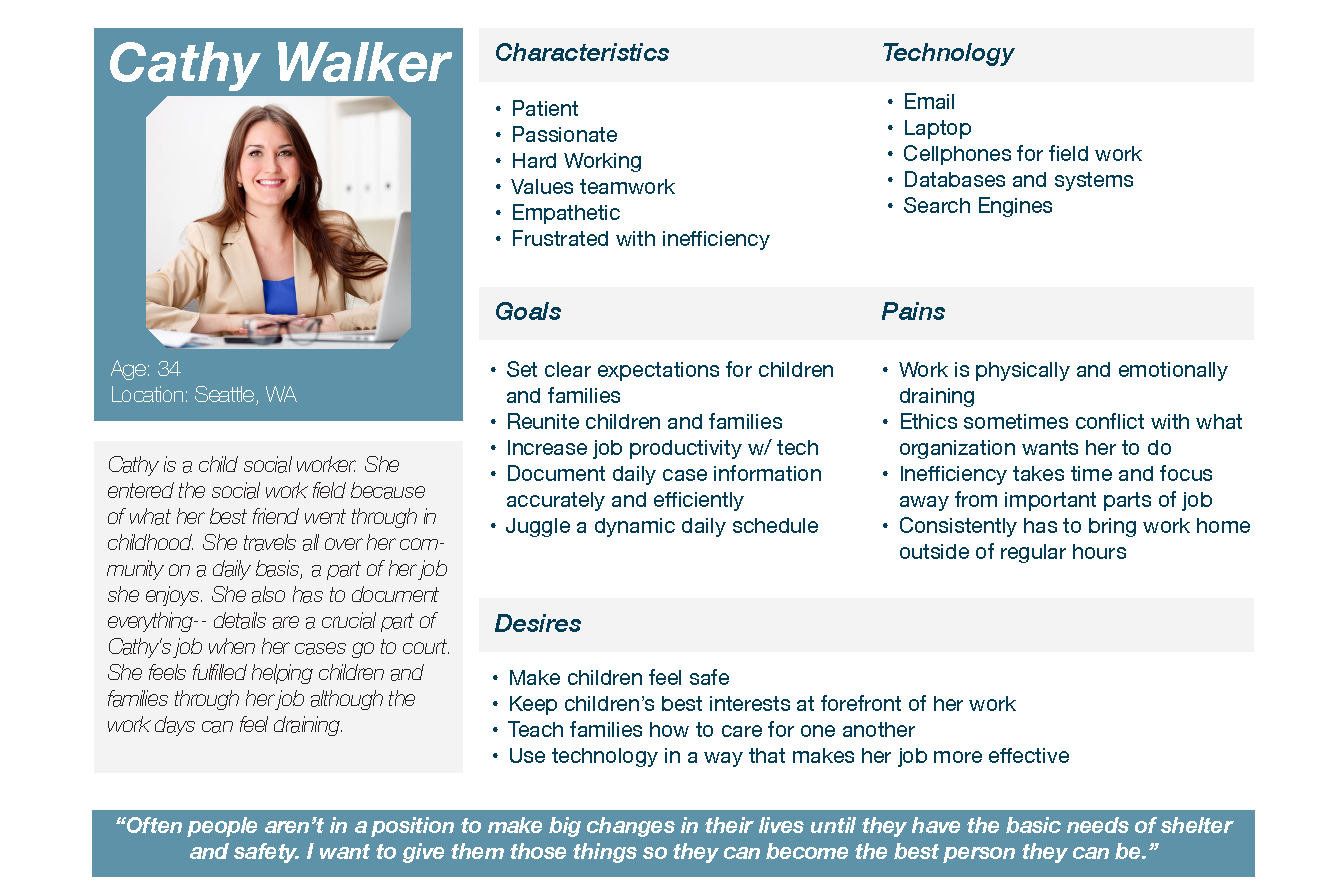 Cathy Walker
Age: 34
Location: Seattle, WA
Cathy is a child social worker. She
entered the social work field because
of what her best friend went through in
childhood. She travels all over her com-
munity on a daily basis, a part of her job
she enjoys. She also has to document
everything-- details are a crucial part of
Cathy's job when her cases go to court.
She feels fulfilled helping children and
families through her job although the
work days can feel draining.
Characteristics
• Patient
• Passionate
• Hard Working
• Values teamwork
• Empathetic
• Frustrated with inefficiency
Technology
• Email
• Laptop
• Cellphones for field work
• Databases and systems
• Search Engines
Goals
• Set clear expectations for children
and families
• Reunite children and families
• Increase job productivity w/ tech
• Document daily case information
accurately and efficiently
• Juggle a dynamic daily schedule
Pains
• Work is physically and emotionally
draining
• Ethics sometimes conflict with what
organization wants her to do
• Inefficiency takes time and focus
away from important parts of job
• Consistently has to bring work home
outside of regular hours
Desires
• Make children feel safe
• Keep children’s best interests at forefront of her work
• Teach families how to care for one another
• Use technology in a way that makes her job more effective
“Often people aren’t in a position to make big changes in their lives until they have the basic needs of shelter
and safety. I want to give them those things so they can become the best person they can be.”